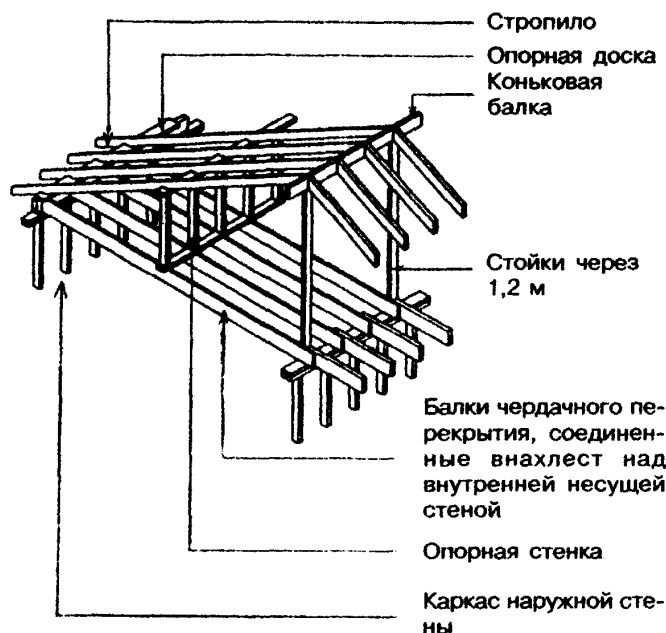 Стропило
Опорная доска
Коньковая
балка
Стойки через
1,2 м
Балки чердачного пе-
рекрытия, соединен-
ные внахлест над
внутренней несущей
стеной
Опорная стенка
Каркас наружной сте-
ны